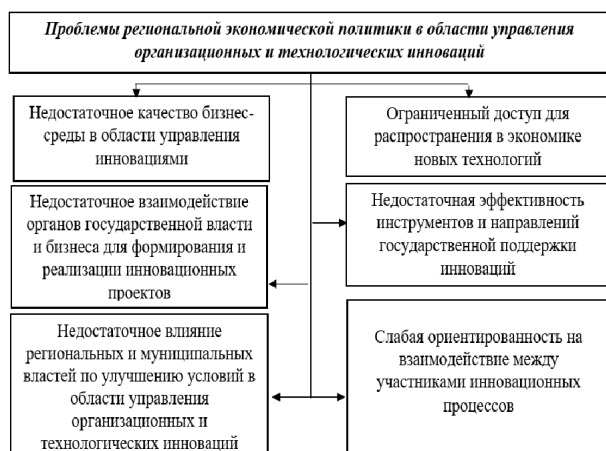 Проблемы региональной экономической политики в области управления
организационных и технологических инноваций
Недостаточное качество бизнес-
среды в области управления
инновациями
Ограниченный доступ для
распространения в экономике
новых технологий
Недостаточное взаимодействие
органов государственной власти
и бизнеса для формирования и
реализации инновационных
проектов
Недостаточная эффективность
инструментов и направлений
государственной поддержки
инноваций
Недостаточное влияние
региональных и муниципальных
властей по улучшению условий в
области управления
организационных и
технологических инноваций
Слабая ориентированность на
взаимодействие между
участниками инновационных
процессов